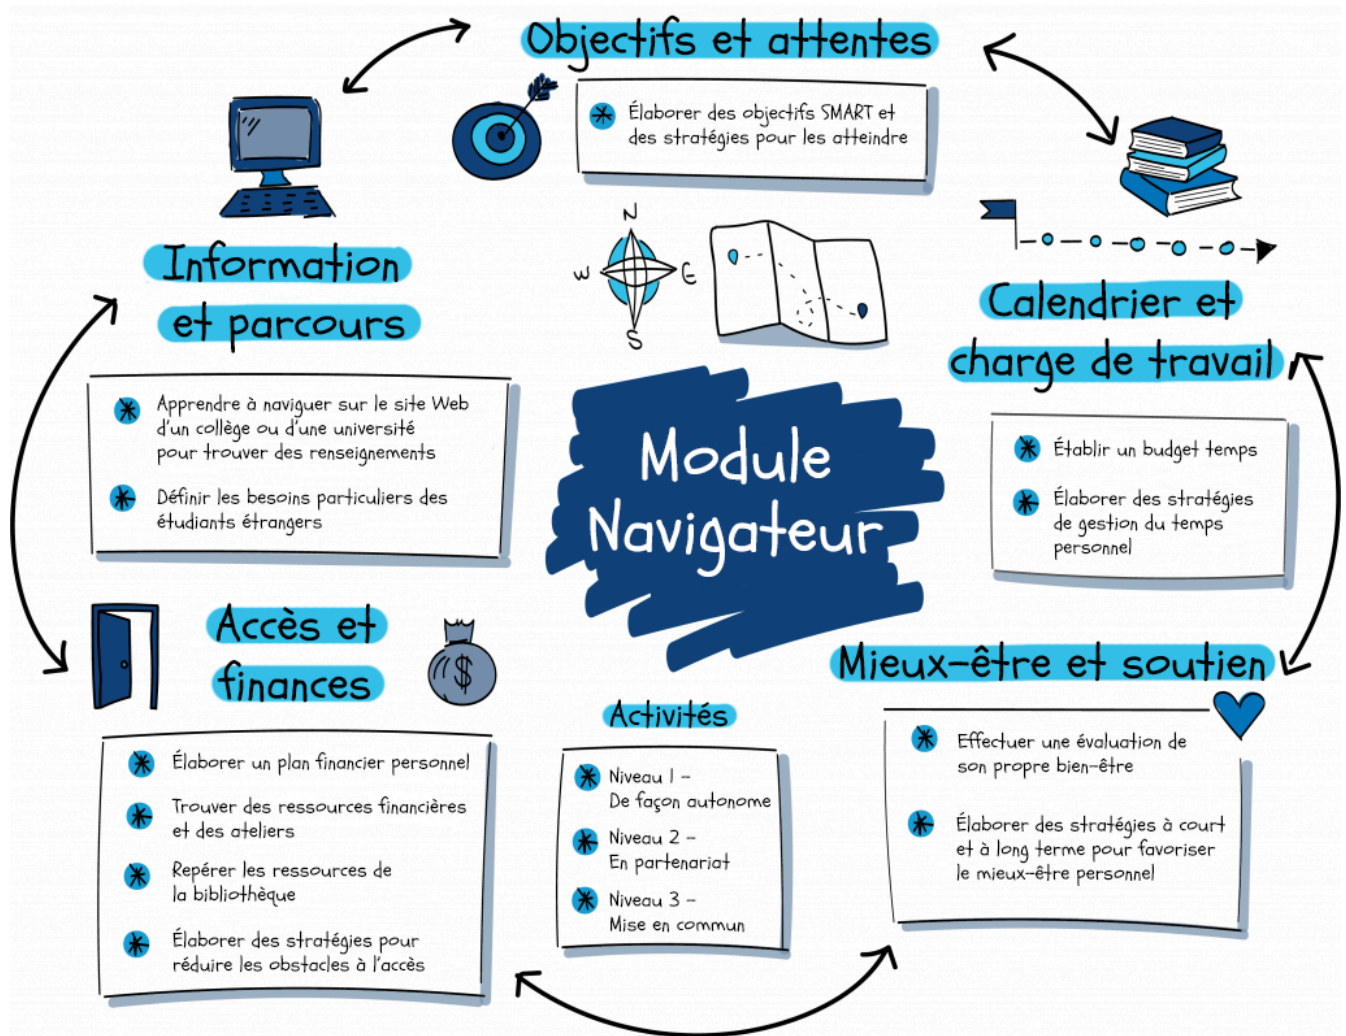 Objectifs et attentes
Élaborer des objectifs SMART et
des stratégies pour les atteindre
Information
et parcours
Apprendre à naviguer sur le site Web
d'un collège ou d'une université
pour trouver des renseignements
Définir les besoins particuliers des
étudiants étrangers
N
W
E
S
Calendrier et
charge de travail
Établir un budget temps
Élaborer des stratégies
de gestion du temps
personnel
Module
Navigateur
Accès et
finances
$
Élaborer un plan financier personnel
Trouver des ressources financières
et des ateliers
Repérer les ressources de
la bibliothèque
Élaborer des stratégies pour
réduire les obstacles à l'accès
Activités
Niveau 1 –
De façon autonome
Niveau 2 –
En partenariat
Niveau 3 –
Mise en commun
Mieux-être et soutien
Effectuer une évaluation de
son propre bien-être
Élaborer des stratégies à court
et à long terme pour favoriser
le mieux-être personnel